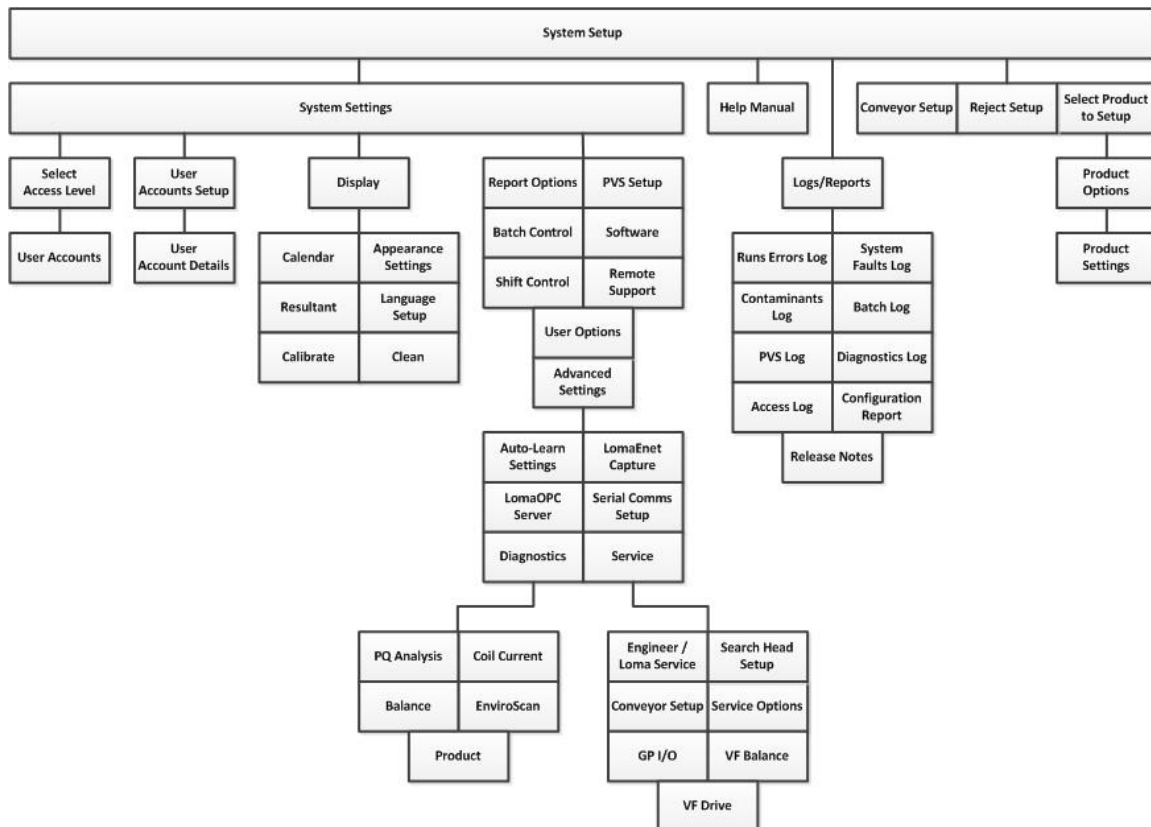 System Setup
System Settings
Help Manual
Conveyor Setup
Reject Setup
Select Product
to Setup
Select
Access Level
User
Accounts Setup
Display
Report Options
PVS Setup
Logs/Reports
Product
Options
User Accounts
User
Account Details
Calendar
Appearance
Settings
Batch Control
Software
Runs Errors Log
System
Faults Log
Product
Settings
Resultant
Language
Setup
Shift Control
Remote
Support
Contaminants
Log
Batch Log
Calibrate
Clean
User Options
PVS Log
Diagnostics Log
Advanced
Settings
Access Log
Configuration
Report
Release Notes
Auto-Learn
Settings
LomaEnet
Capture
LomaOPC
Server
Serial Comms
Setup
Diagnostics
Service
PQ Analysis
Coil Current
Engineer /
Loma Service
Search Head
Setup
Balance
EnviroScan
Conveyor Setup
Service Options
Product
GP I/O
VF Balance
VF Drive